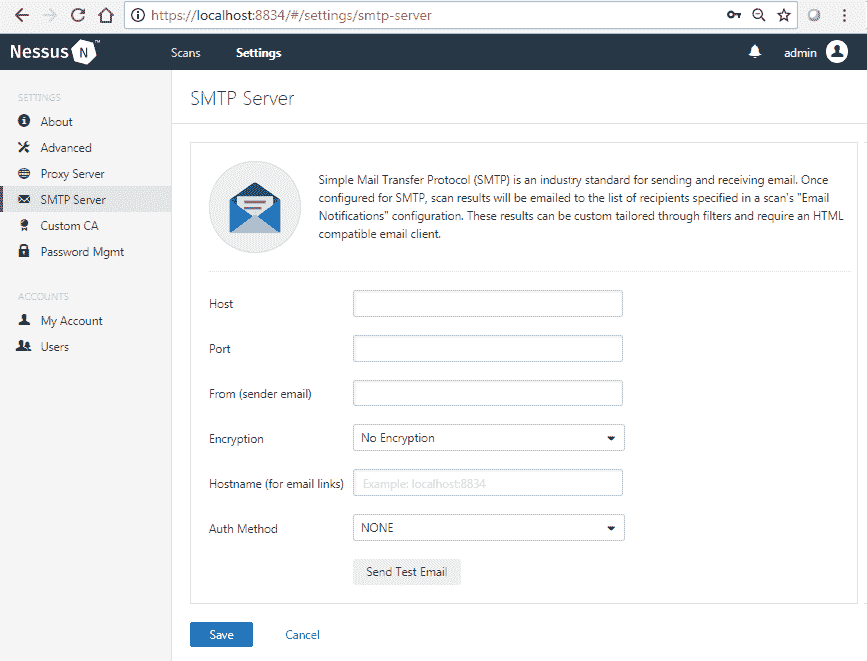 https://localhost:8834/#/settings/smtp-server
Nessus N ™ Scans Settings admin
SETTINGS
About
Advanced
Proxy Server
SMTP Server
Custom CA
Password Mgmt
ACCOUNTS
My Account
Users
SMTP Server
Simple Mail Transfer Protocol (SMTP) is an industry standard for sending and receiving email. Once
configured for SMTP, scan results will be emailed to the list of recipients specified in a scan's "Email
Notifications" configuration. These results can be custom tailored through filters and require an HTML
compatible email client.
Host
Port
From (sender email)
Encryption No Encryption
Hostname (for email links) Example: localhost:8834
Auth Method NONE
Send Test Email
Save Cancel